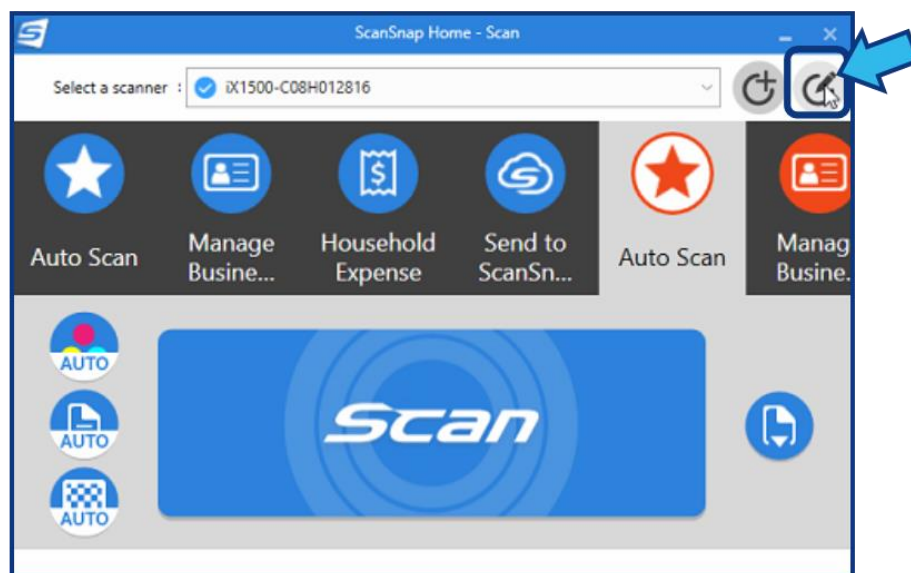 ScanSnap Home - Scan
Select a scanner : iX1500-C08H012816
Auto Scan
Manage
Busine...
Household
Expense
Send to
ScanSn...
Auto Scan
Manag
Busine.
AUTO
AUTO
AUTO
Scan